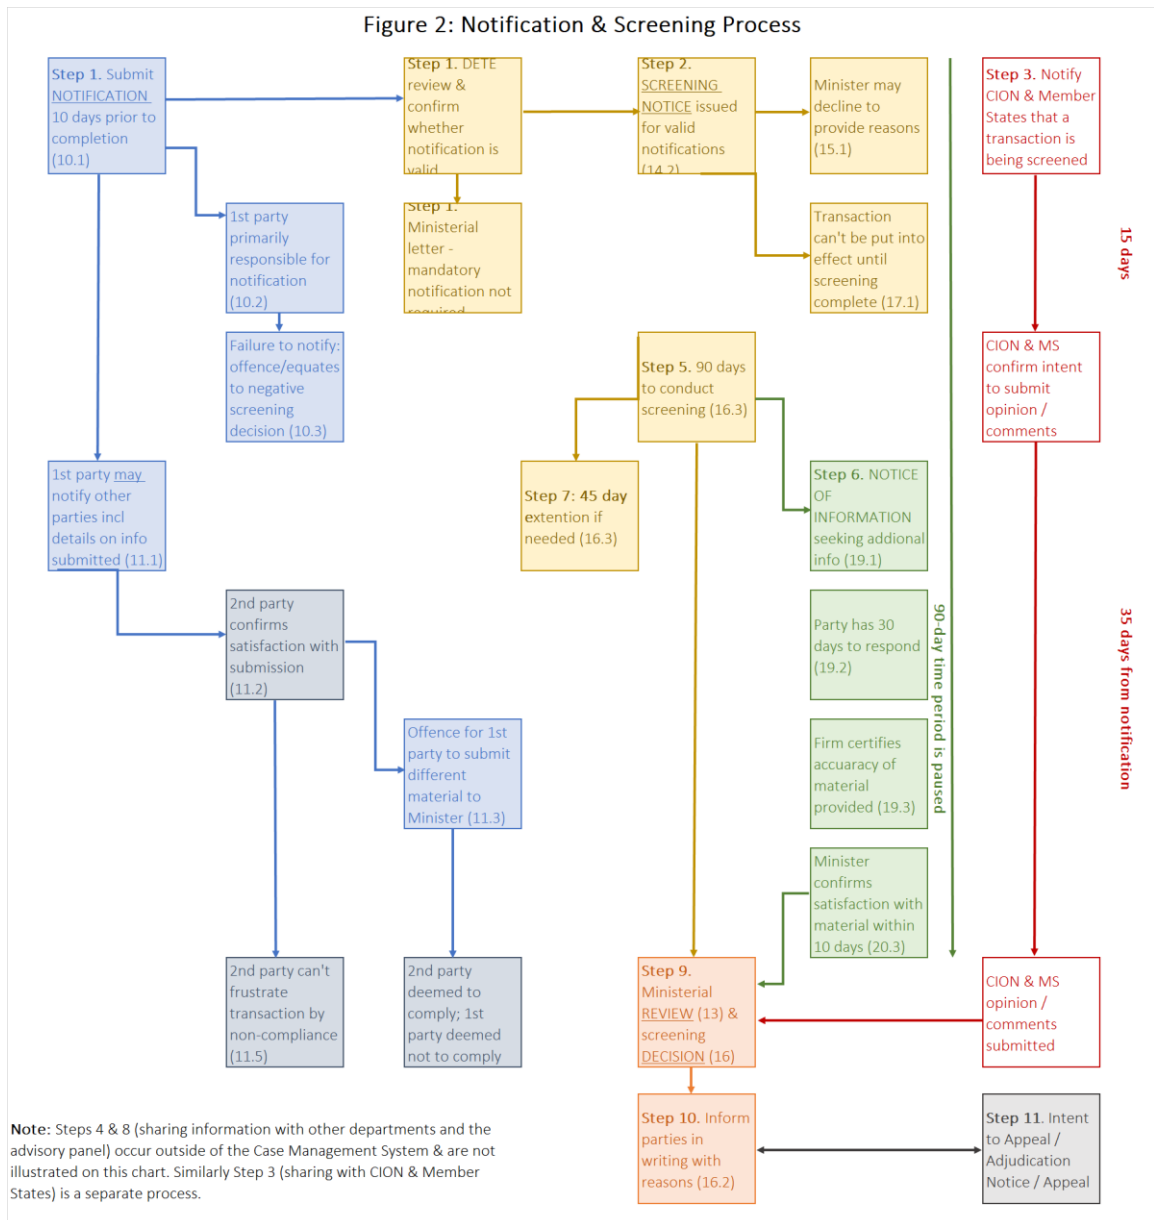 Figure 2: Notification & Screening Process
Step 1. Submit
NOTIFICATION
10 days prior to
completion
(10.1)
Step 1. DETE
review &
confirm
whether
notification is
valid
Step 2.
SCREENING
NOTICE issued
for valid
notifications
(14.2)
Minister may
decline to
provide reasons
(15.1)
Step 3. Notify
CION & Member
States that a
transaction is
being screened
1st party
primarily
responsible for
notification
(10.2)
Step 1.
Ministerial
letter -
mandatory
notification not
required
Transaction
can't be put into
effect until
screening
complete (17.1)
15 days
Failure to notify:
offence/equates
to negative
screening
decision (10.3)
Step 5. 90 days
to conduct
screening (16.3)
CION & MS
confirm intent
to submit
opinion /
comments
1st party may
notify other
parties incl
details on info
submitted (11.1)
Step 7: 45 day
extention if
needed (16.3)
Step 6. NOTICE
OF
INFORMATION
seeking addional
info (19.1)
2nd party
confirms
satisfaction with
submission
(11.2)
Party has 30
days to respond
(19.2)
90-day time period is paused
35 days from notification
Offence for 1st
party to submit
different
material to
Minister (11.3)
Firm certifies
accuaracy of
material
provided (19.3)
Minister
confirms
satisfaction with
material within
10 days (20.3)
2nd party can't
frustrate
transaction by
non-compliance
(11.5)
2nd party
deemed to
comply; 1st
party deemed
not to comply
Step 9.
Ministerial
REVIEW (13) &
screening
DECISION (16)
CION & MS
opinion /
comments
submitted
Step 10. Inform
parties in
writing with
reasons (16.2)
Step 11. Intent
to Appeal /
Adjudication
Notice / Appeal
Note: Steps 4 & 8 (sharing information with other departments and the
advisory panel) occur outside of the Case Management System & are not
illustrated on this chart. Similarly Step 3 (sharing with CION & Member
States) is a separate process.